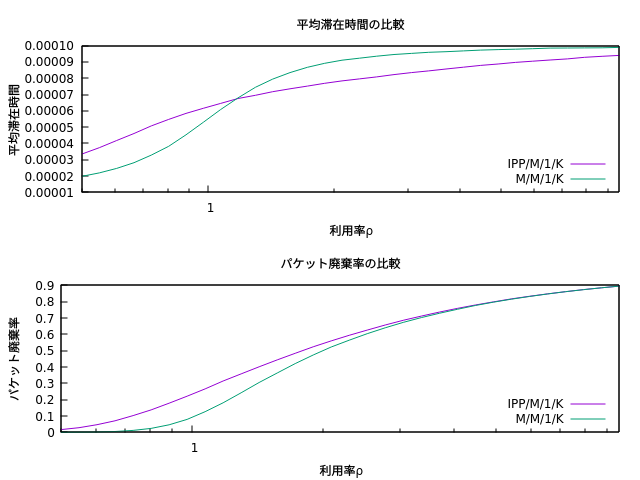 平均滞在時間の比較
0.00010
0.00009
0.00008
0.00007
0.00006
0.00005
0.00004
0.00003
0.00002
0.00001
平均滞在時間
IPP/M/1/K
M/M/1/K
1
利用率ρ
パケット廃棄率の比較
0.9
0.8
0.7
0.6
0.5
0.4
0.3
0.2
0.1
0
パケット廃棄率
IPP/M/1/K
M/M/1/K
1
利用率ρ